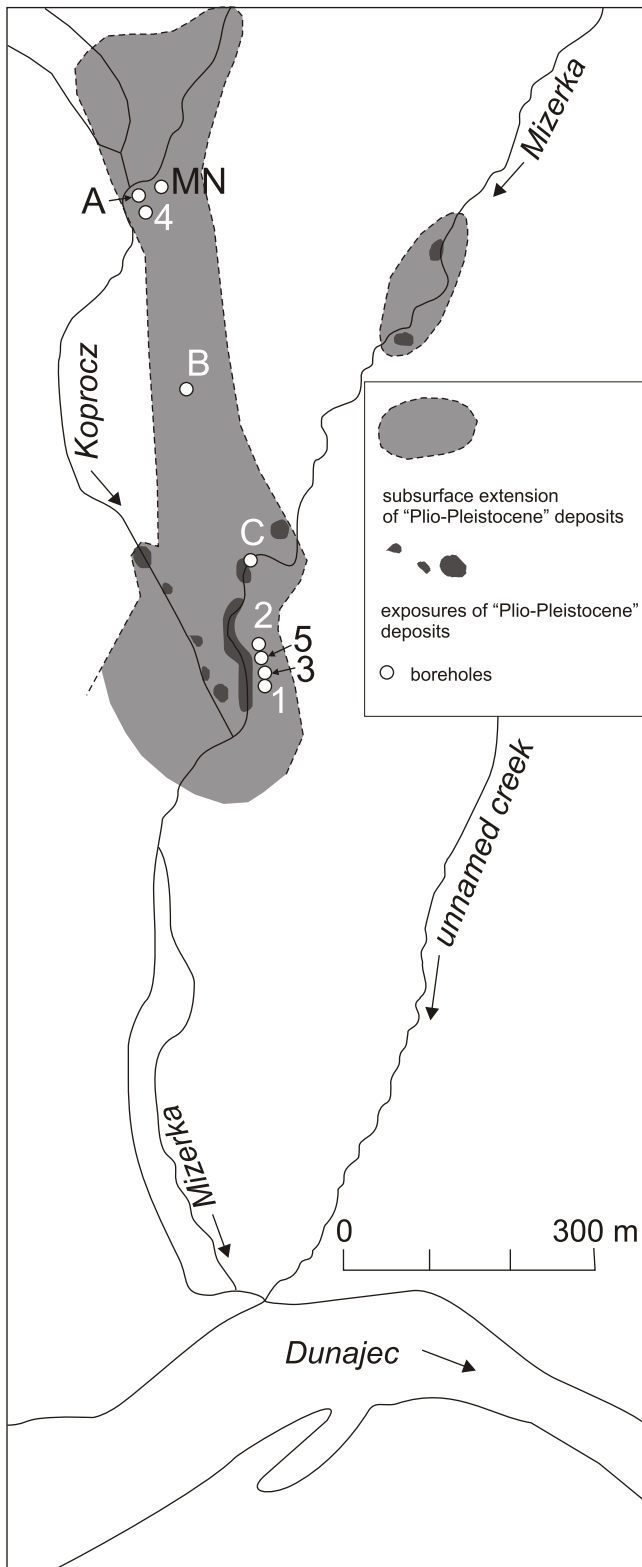 Mizerka
MN
A
4
Koprocz
B
C
2
5
3
1
subsurface extension
of “Plio-Pleistocene” deposits
exposures of “Plio-Pleistocene”
deposits
boreholes
unnamed creek
Mizerka
0 300 m
Dunajec